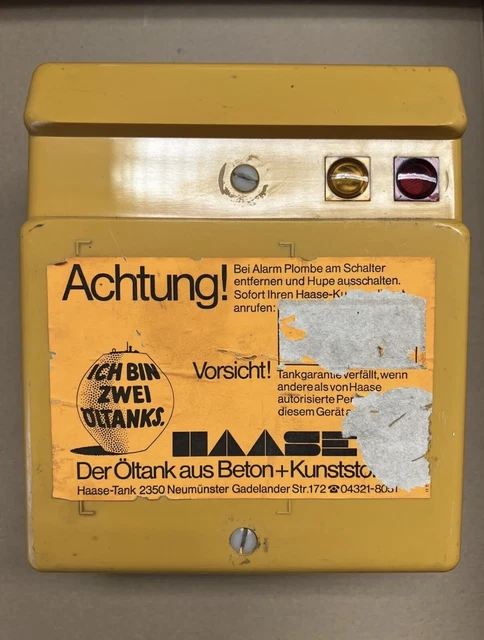 Achtung!
Bei Alarm Plombe am Schalter
entfernen und Hupe ausschalten.
Sofort Ihren Haase-Ku
anrufen:
Vorsicht!
Tankgarantie verfällt, wenn
andere als von Haase
autorisierte Per
diesem Gerät
ICH BIN
ZWEI
ÖLTANKS.
HAASE
Der Öltank aus Beton+Kunststo
Haase-Tank 2350 Neumünster Gadelander Str.172 ☎04321-80